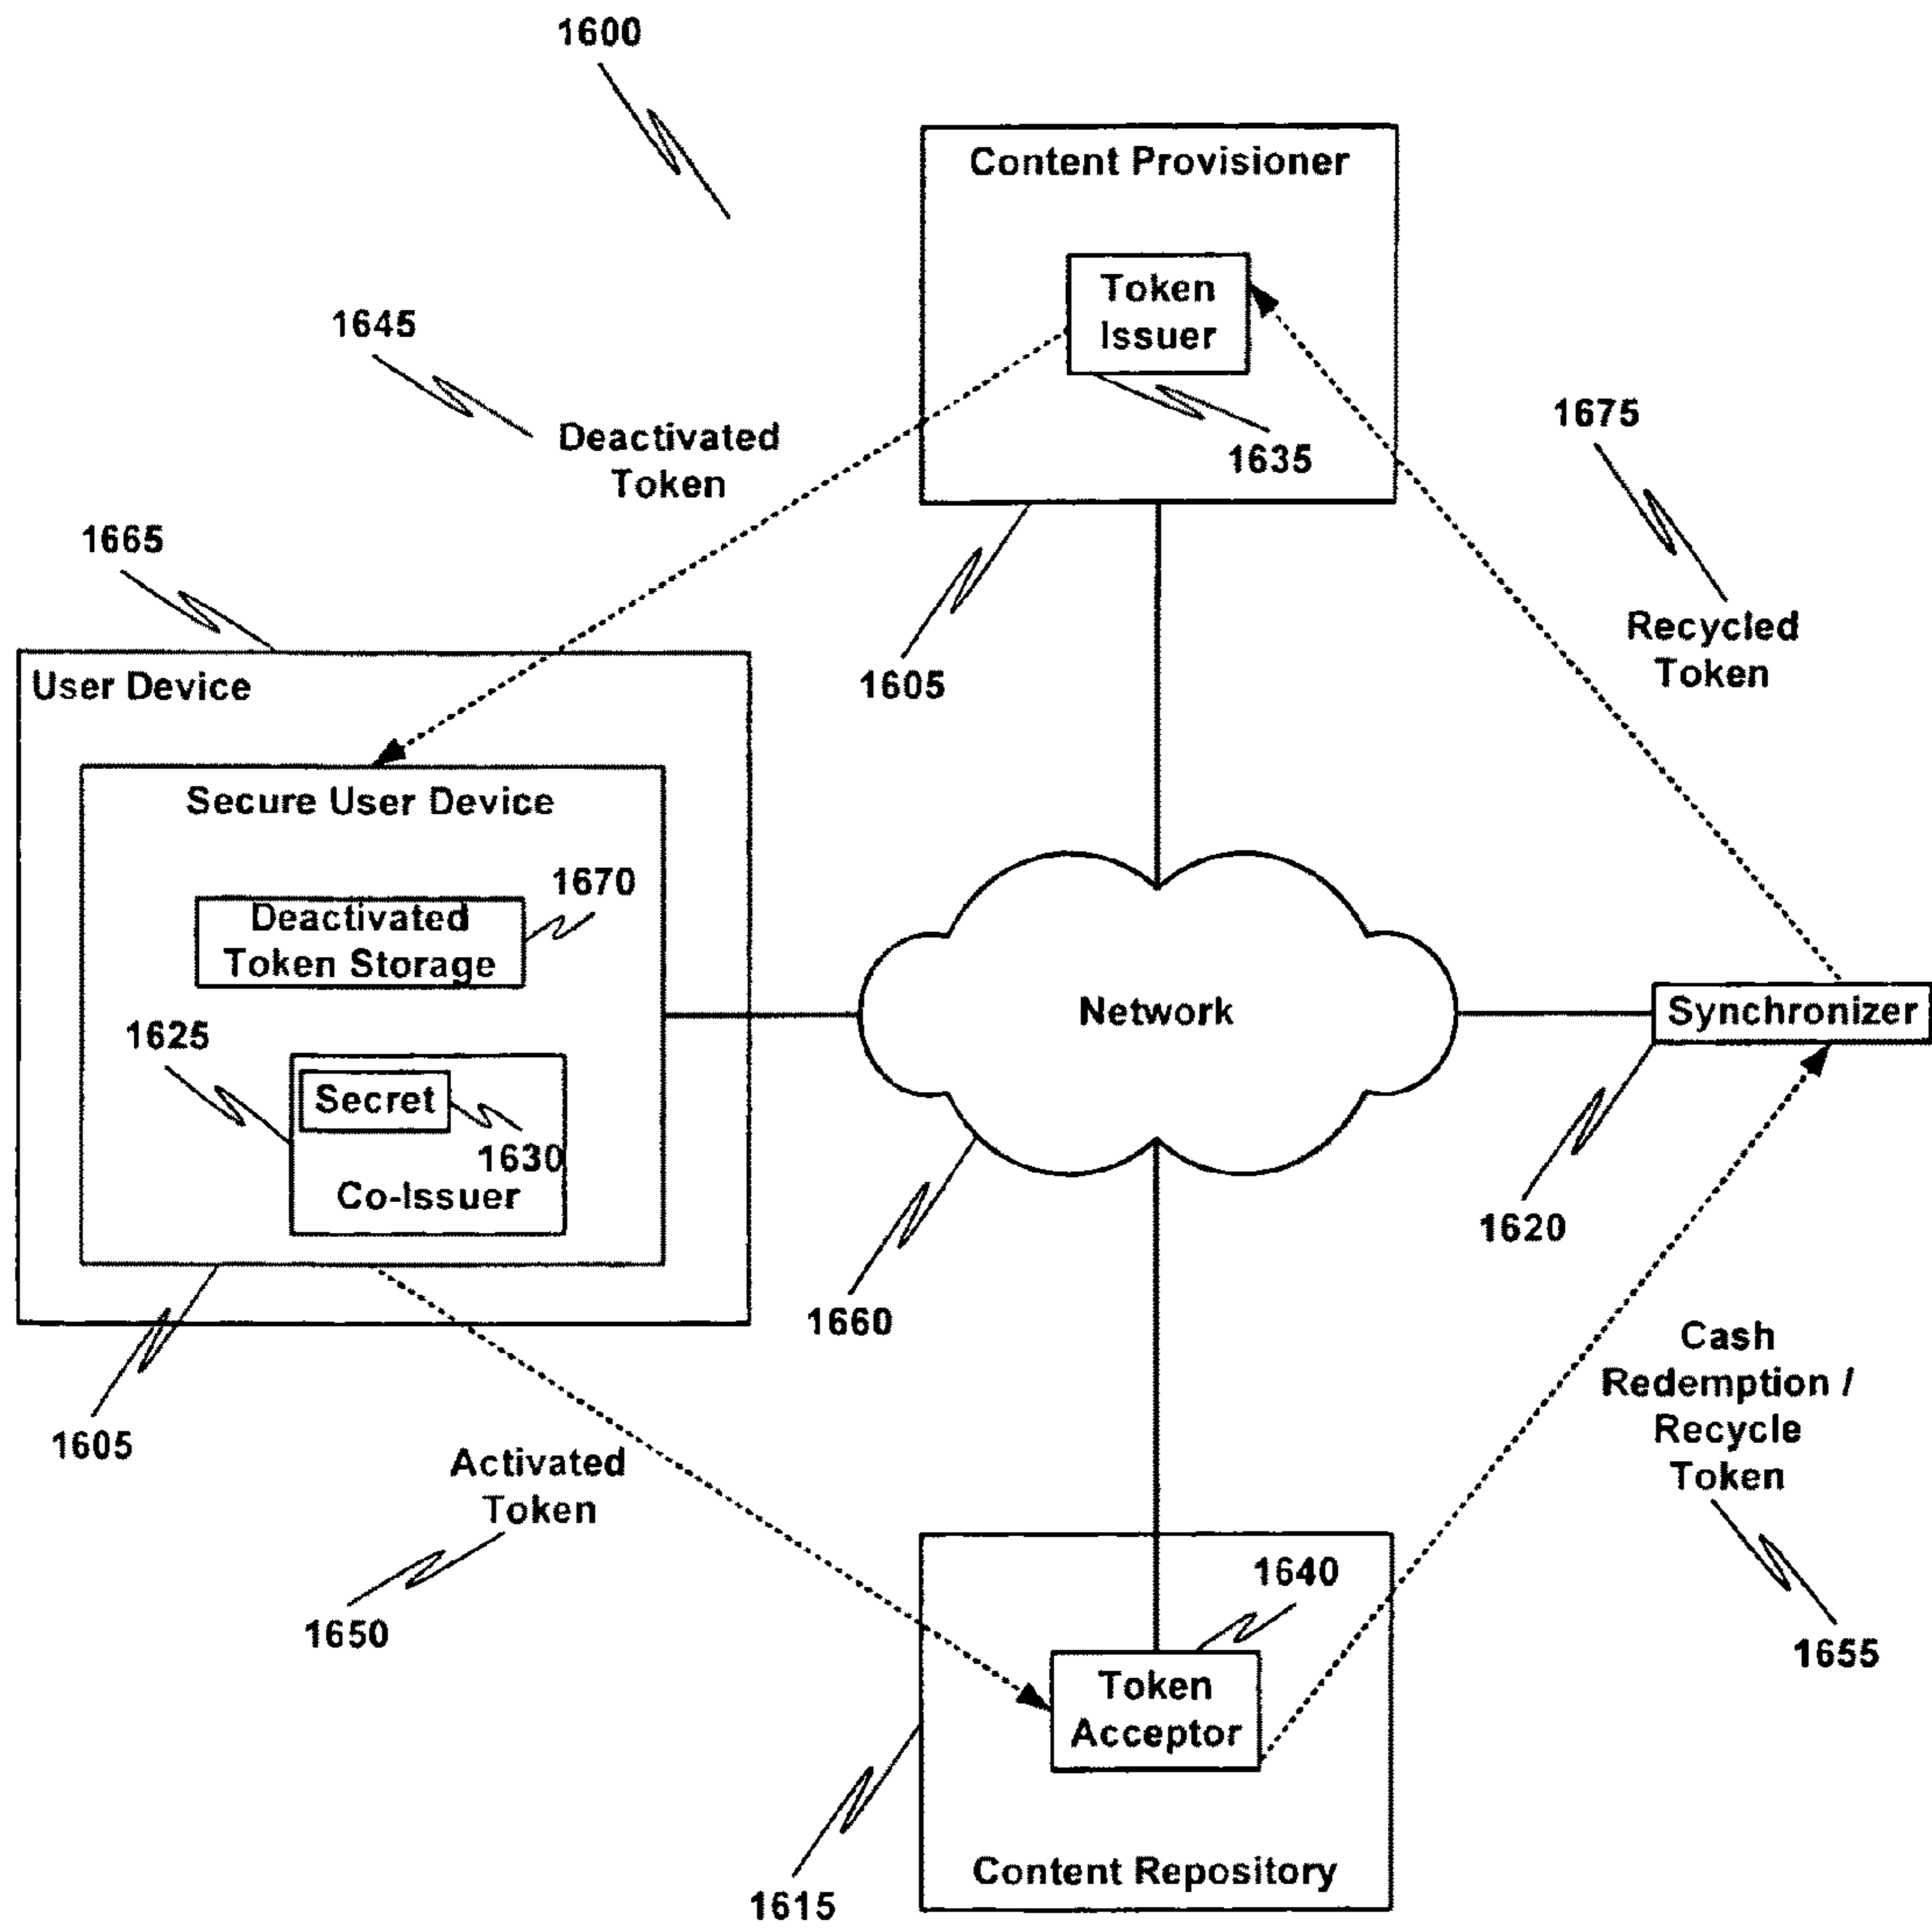 1600
Content Provisioner
Token
Issuer
1635
1645
Deactivated
Token
1675
Recycled
Token
1605
1665
User Device
Secure User Device
1670
Deactivated
Token Storage
1625
Secret
1630
Co-Issuer
1605
Network
1660
Synchronizer
1620
Cash
Redemption /
Recycle
Token
1655
Activated
Token
1650
1640
Token
Acceptor
Content Repository
1615